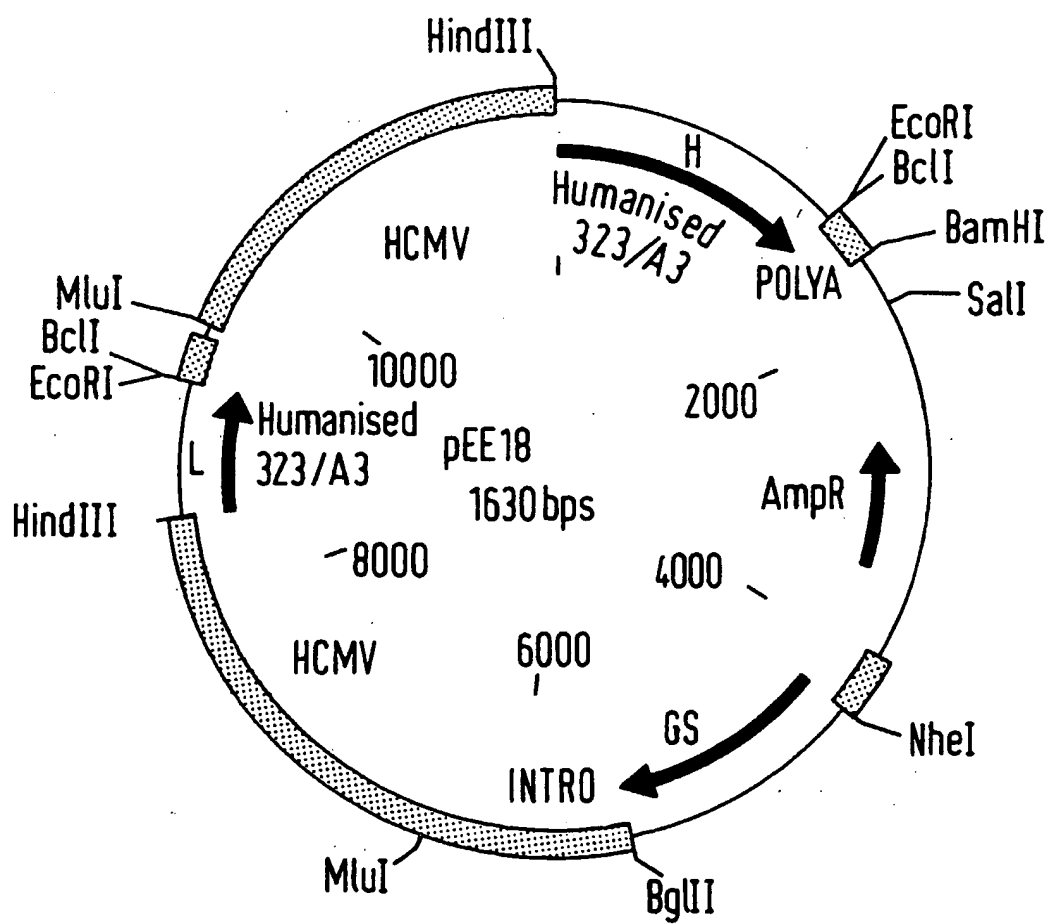 HindIII
H
EcoRI
BclI
BamHI
SalI
Humanised
323/A3
POLYA
HCMV
MluI
BclI
EcoRI
10000
2000
L
Humanised
323/A3
pEE18
1630 bps
AmpR
HindIII
8000
4000
HCMV
6000
GS
NheI
INTRO
MluI
BglII